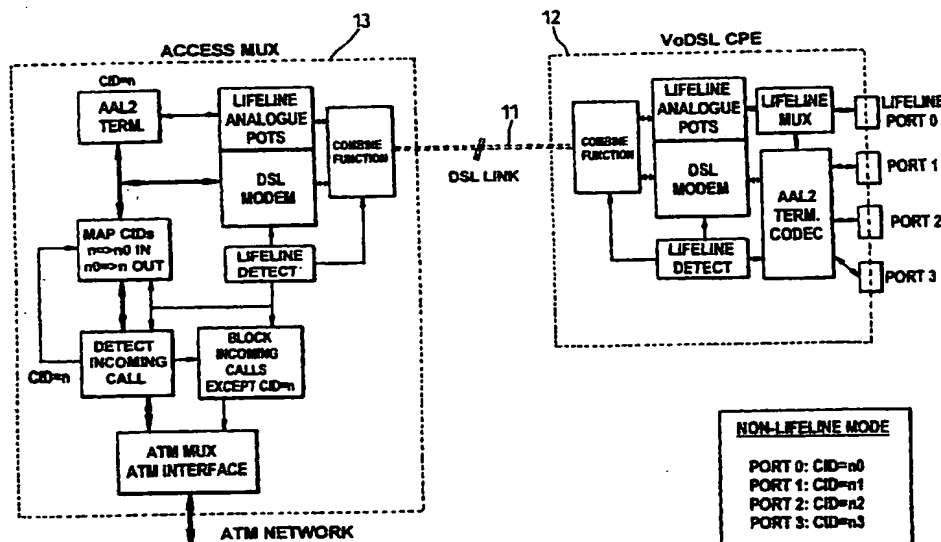 13
ACCESS MUX
CID=n
AAL2
TERM.
LIFELINE
ANALOGUE
POTS
DSL
MODEM
COMBINE
FUNCTION
MAP CIDs
n=>n0 IN
n0=>n OUT
LIFELINE
DETECT
DETECT
INCOMING
CALL
CID=n
BLOCK
INCOMING
CALLS
EXCEPT CID=n
ATM MUX
ATM INTERFACE
ATM NETWORK
11
DSL LINK
12
VoDSL CPE
COMBINE
FUNCTION
LIFELINE
ANALOGUE
POTS
DSL
MODEM
LIFELINE
DETECT
LIFELINE
MUX
AAL2
TERM.
CODEC
LIFELINE
PORT 0
PORT 1
PORT 2
PORT 3
NON-LIFELINE MODE
PORT 0: CID=n0
PORT 1: CID=n1
PORT 2: CID=n2
PORT 3: CID=n3